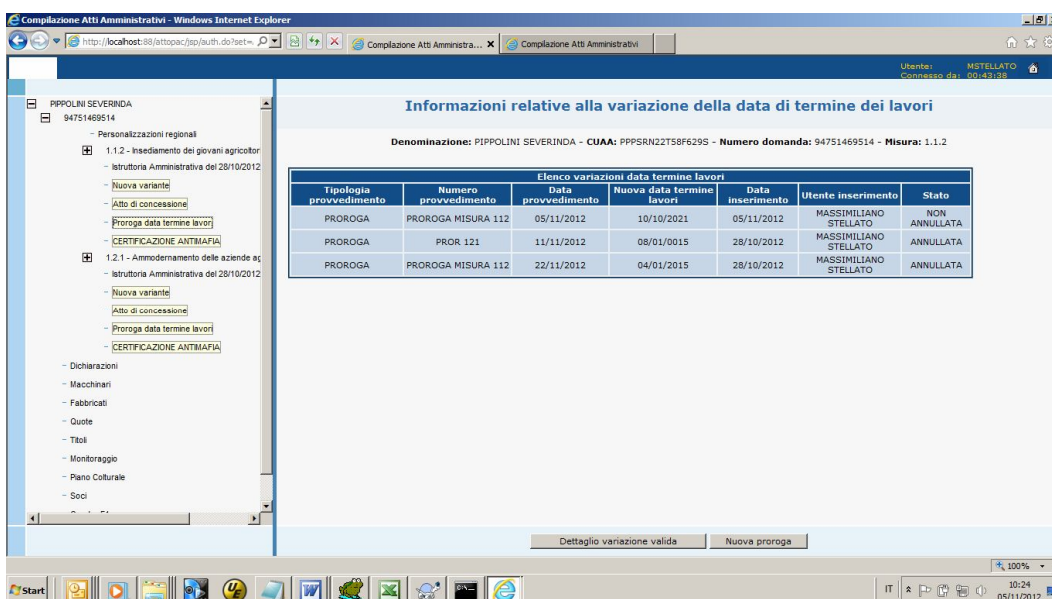 Compilazione Atti Amministrativi - Windows Internet Explorer
http://localhost:88/attopac/jsp/auth.do?set=
Compilazione Atti Amministra...
Compilazione Atti Amministrativi
Utente: MSTELLATO
Connesso da: 00:43:38
PIPPOLINI SEVERINDA
94751469514
Personalizzazioni regionali
1.1.2 - Insediamento dei giovani agricoltor
Istruttoria Amministrativa del 28/10/2012
Nuova variante
Atto di concessione
Proroga data termine lavori
CERTIFICAZIONE ANTIMAFIA
1.2.1 - Ammodernamento delle aziende ag
Istruttoria Amministrativa del 28/10/2012
Nuova variante
Atto di concessione
Proroga data termine lavori
CERTIFICAZIONE ANTIMAFIA
Dichiarazioni
Macchinari
Fabbricati
Quote
Titoli
Monitoraggio
Piano Colturale
Soci
Informazioni relative alla variazione della data di termine dei lavori
Denominazione: PIPPOLINI SEVERINDA - CUAA: PPPSRN22T58F629S - Numero domanda: 94751469514 - Misura: 1.1.2
Elenco variazioni data termine lavori
Tipologia provvedimento Numero provvedimento Data provvedimento Nuova data termine lavori Data inserimento Utente inserimento Stato
PROROGA PROROGA MISURA 112 05/11/2012 10/10/2021 05/11/2012 MASSIMILIANO STELLATO NON ANNULLATA
PROROGA PROR 121 11/11/2012 08/01/0015 28/10/2012 MASSIMILIANO STELLATO ANNULLATA
PROROGA PROROGA MISURA 112 22/11/2012 04/01/2015 28/10/2012 MASSIMILIANO STELLATO ANNULLATA
Dettaglio variazione valida
Nuova proroga
100%
Start
IT
10:24
05/11/2012